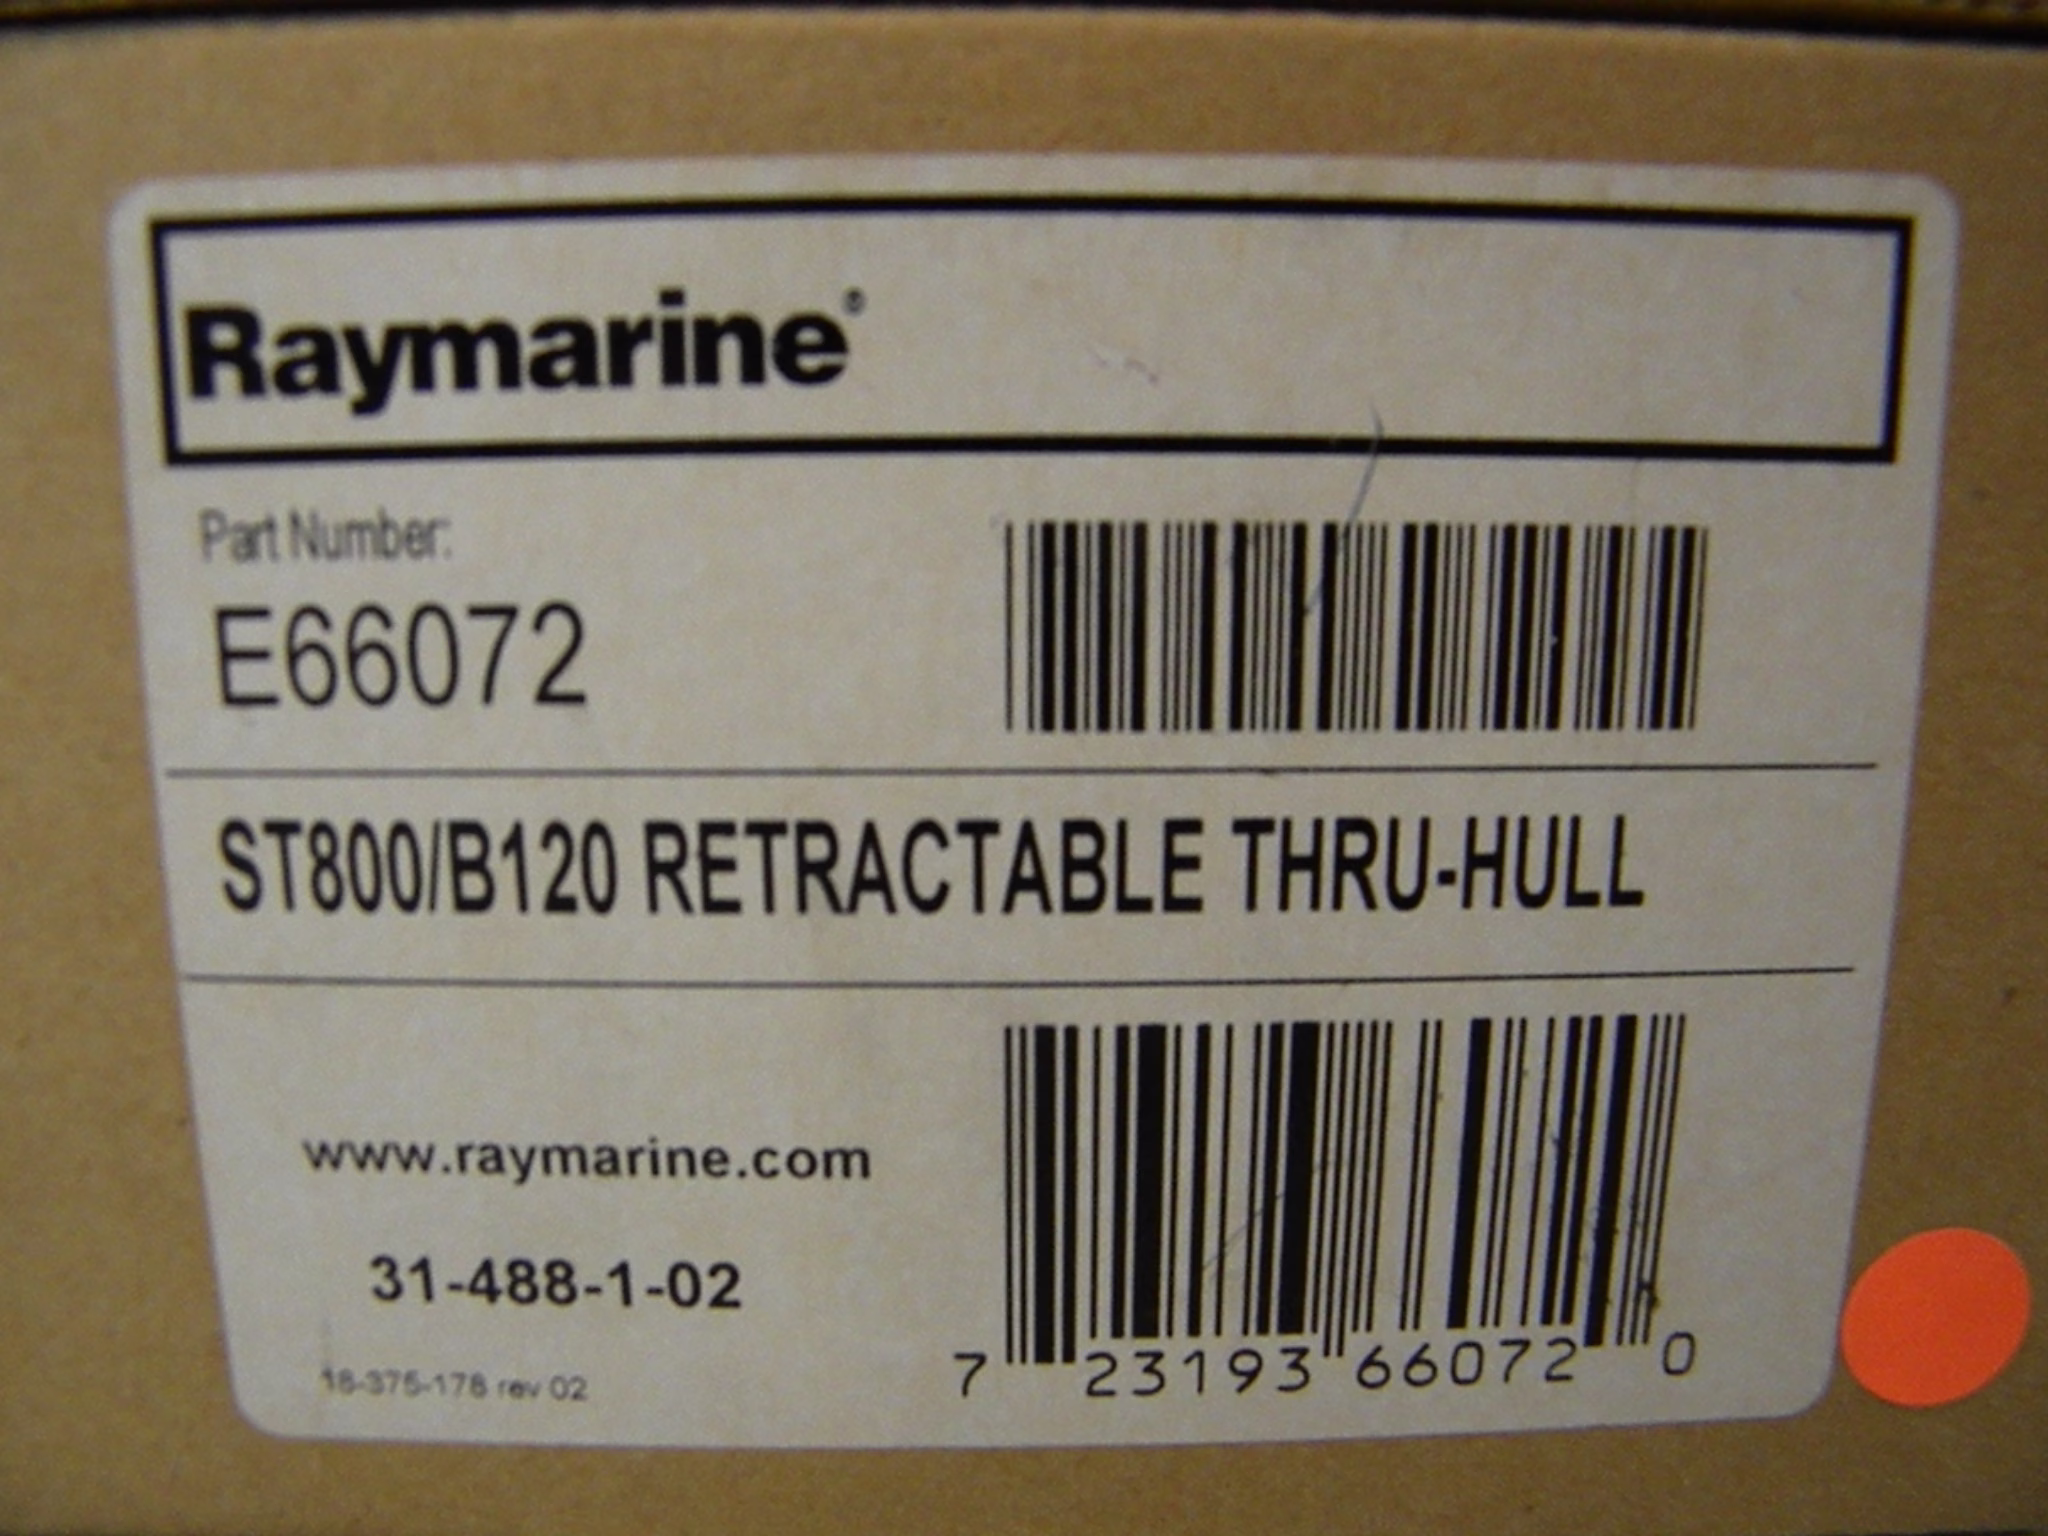 Raymarine®
Part Number:
E66072
ST800/B120 RETRACTABLE THRU-HULL
www.raymarine.com
31-488-1-02
18-375-178 rev 02
7 23193 66072 0